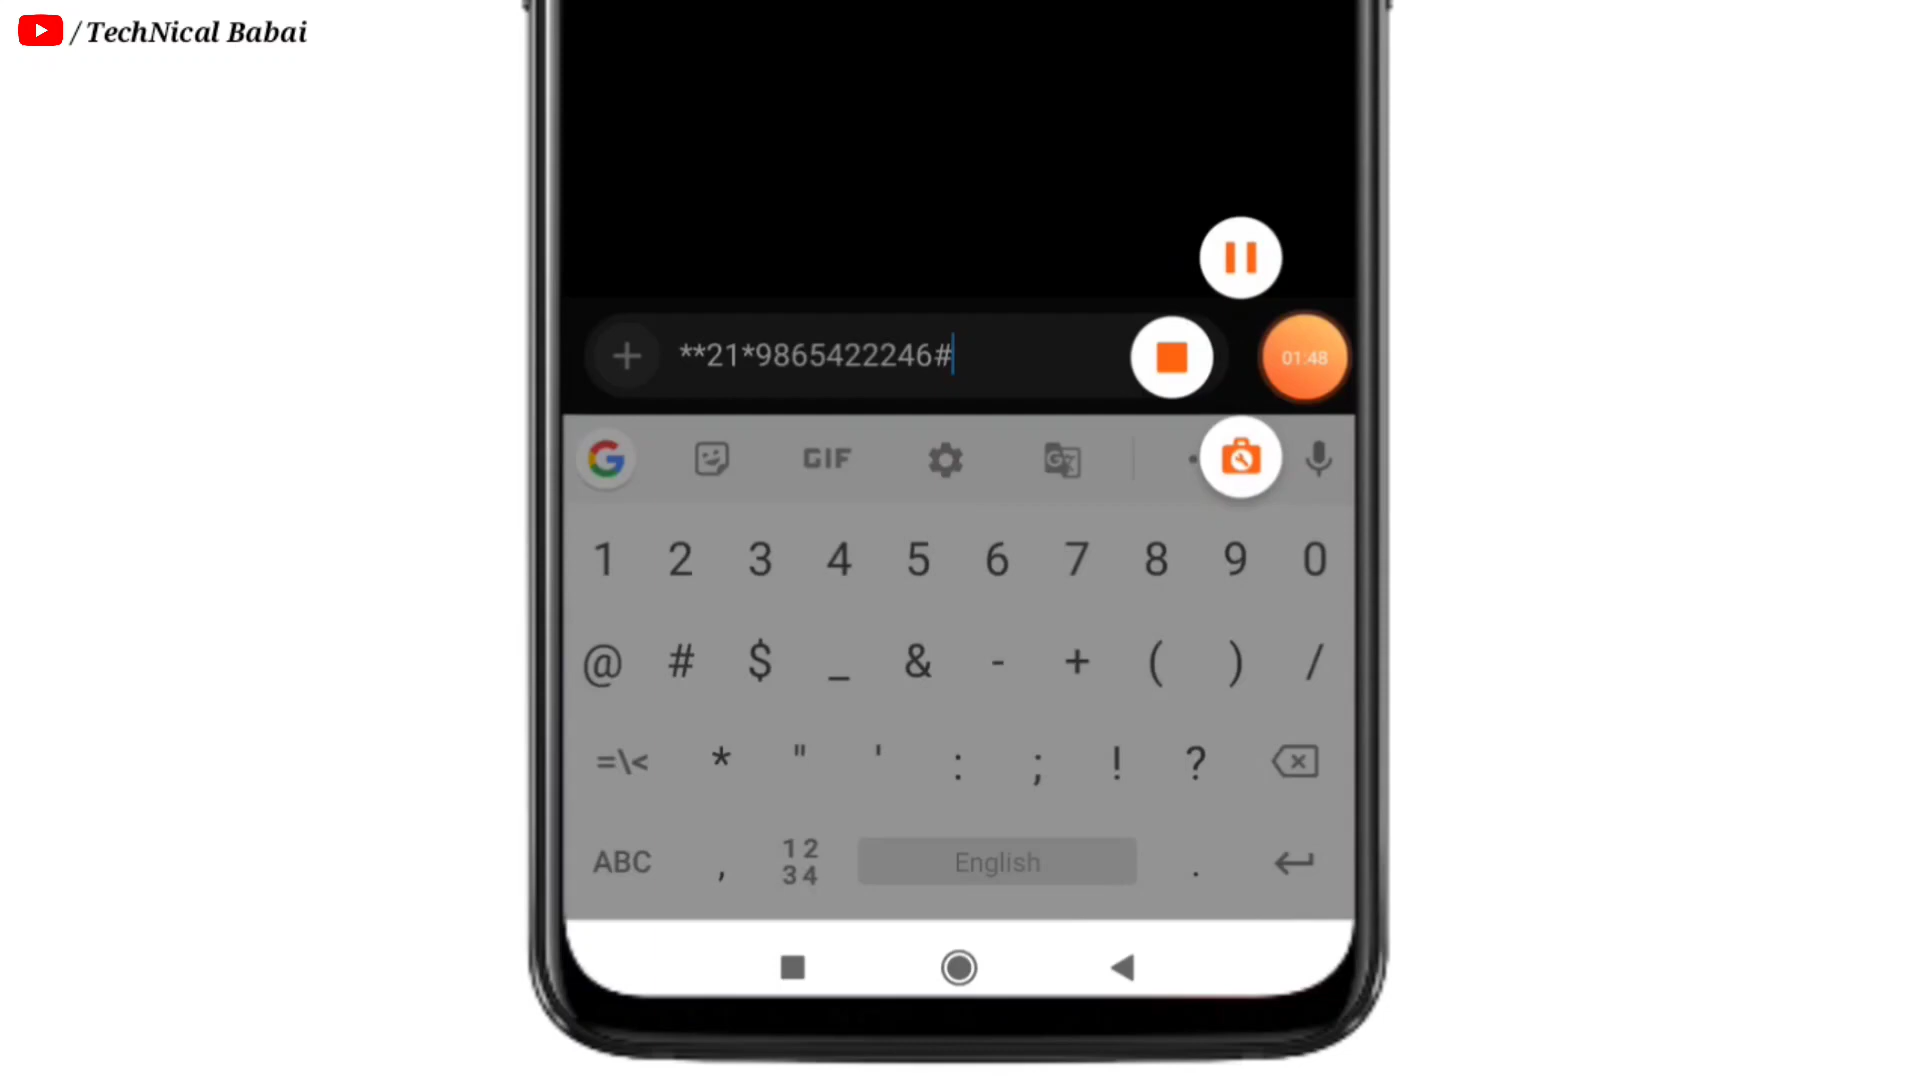 / TechNical Babai
**21*9865422246#
01:48
G GIF G
1 2 3 4 5 6 7 8 9 0
@ # $ _ & - + ( ) /
=\< * " ' : ; ! ?
ABC , 12 34 English .